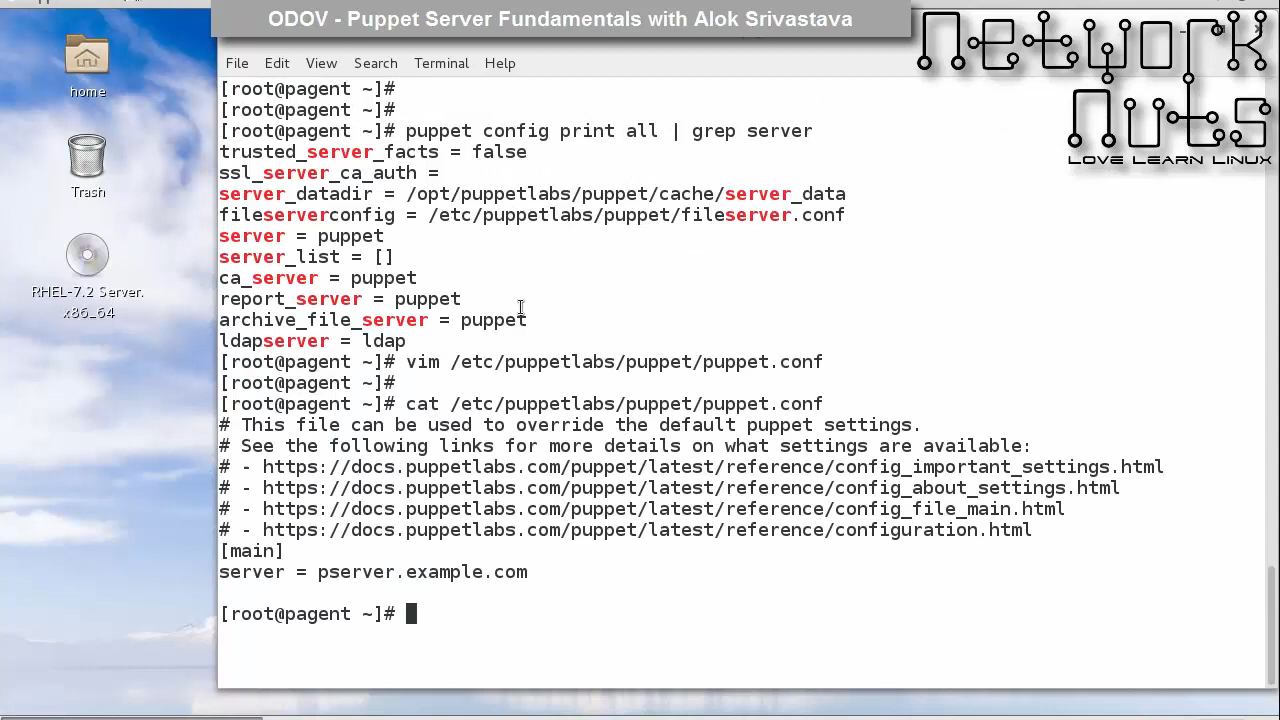 ODOV - Puppet Server Fundamentals with Alok Srivastava
Network
Nuts
LOVE LEARN LINUX
home
Trash
RHEL-7.2 Server.
x86_64
File Edit View Search Terminal Help
[root@pagent ~]#
[root@pagent ~]#
[root@pagent ~]# puppet config print all | grep server
trusted_server_facts = false
ssl_server_ca_auth =
server_datadir = /opt/puppetlabs/puppet/cache/server_data
fileserverconfig = /etc/puppetlabs/puppet/fileserver.conf
server = puppet
server_list = []
ca_server = puppet
report_server = puppet
archive_file_server = puppet
ldapserver = ldap
[root@pagent ~]# vim /etc/puppetlabs/puppet/puppet.conf
[root@pagent ~]#
[root@pagent ~]# cat /etc/puppetlabs/puppet/puppet.conf
# This file can be used to override the default puppet settings.
# See the following links for more details on what settings are available:
# - https://docs.puppetlabs.com/puppet/latest/reference/config_important_settings.html
# - https://docs.puppetlabs.com/puppet/latest/reference/config_about_settings.html
# - https://docs.puppetlabs.com/puppet/latest/reference/config_file_main.html
# - https://docs.puppetlabs.com/puppet/latest/reference/configuration.html
[main]
server = pserver.example.com
[root@pagent ~]#